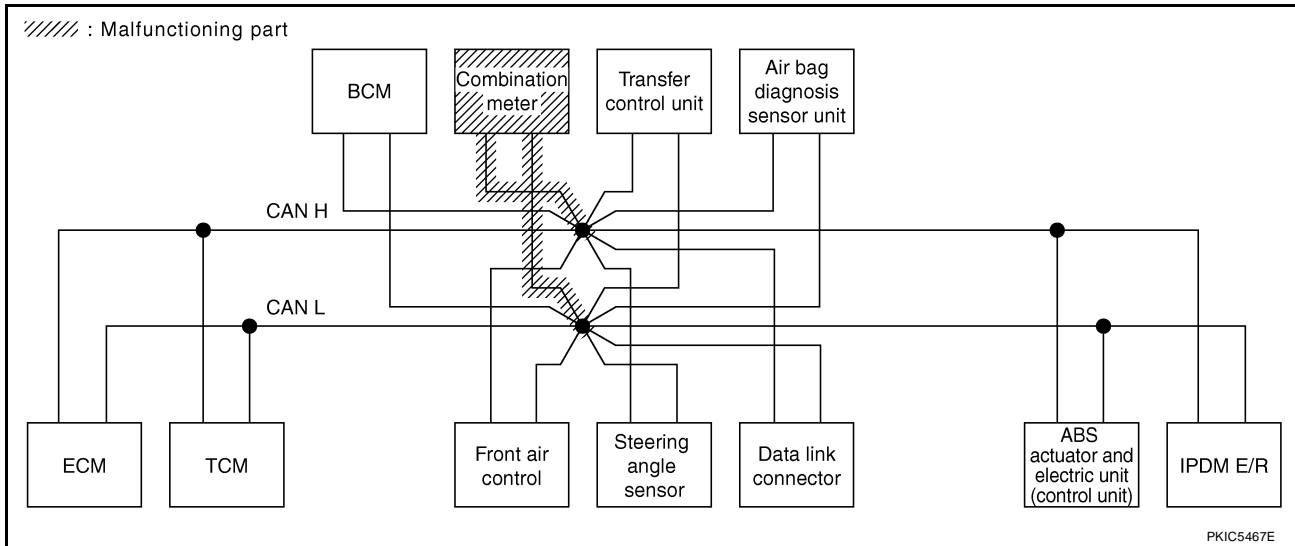 : Malfunctioning part
BCM
Combination
meter
Transfer
control unit
Air bag
diagnosis
sensor unit
CAN H
CAN L
ECM
TCM
Front air
control
Steering
angle
sensor
Data link
connector
ABS
actuator and
electric unit
(control unit)
IPDM E/R
PKIC5467E